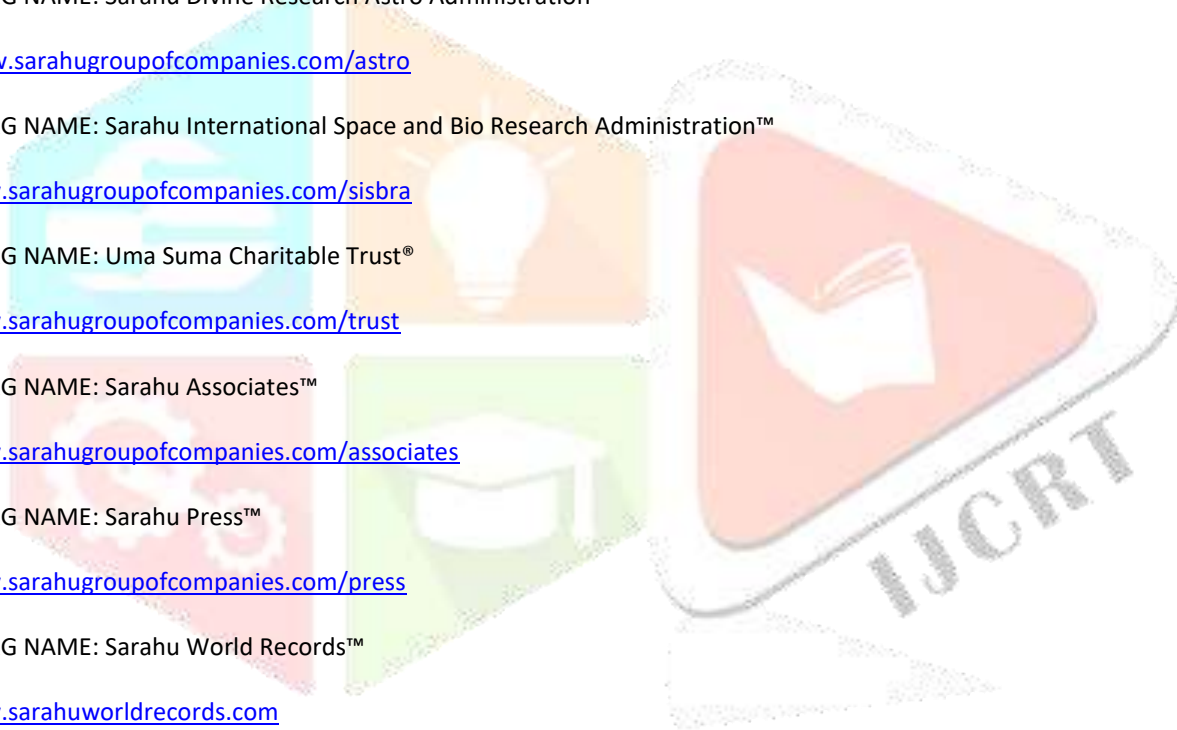 G NAME: Sarahu Divine Research Astro Administration
.sarahugroupofcompanies.com/astro
G NAME: Sarahu International Space and Bio Research Administration™
.sarahugroupofcompanies.com/sisbra
G NAME: Uma Suma Charitable Trust®
.sarahugroupofcompanies.com/trust
G NAME: Sarahu Associates™
.sarahugroupofcompanies.com/associates
G NAME: Sarahu Press™
.sarahugroupofcompanies.com/press
G NAME: Sarahu World Records™
.sarahuworldrecords.com
IJCRT